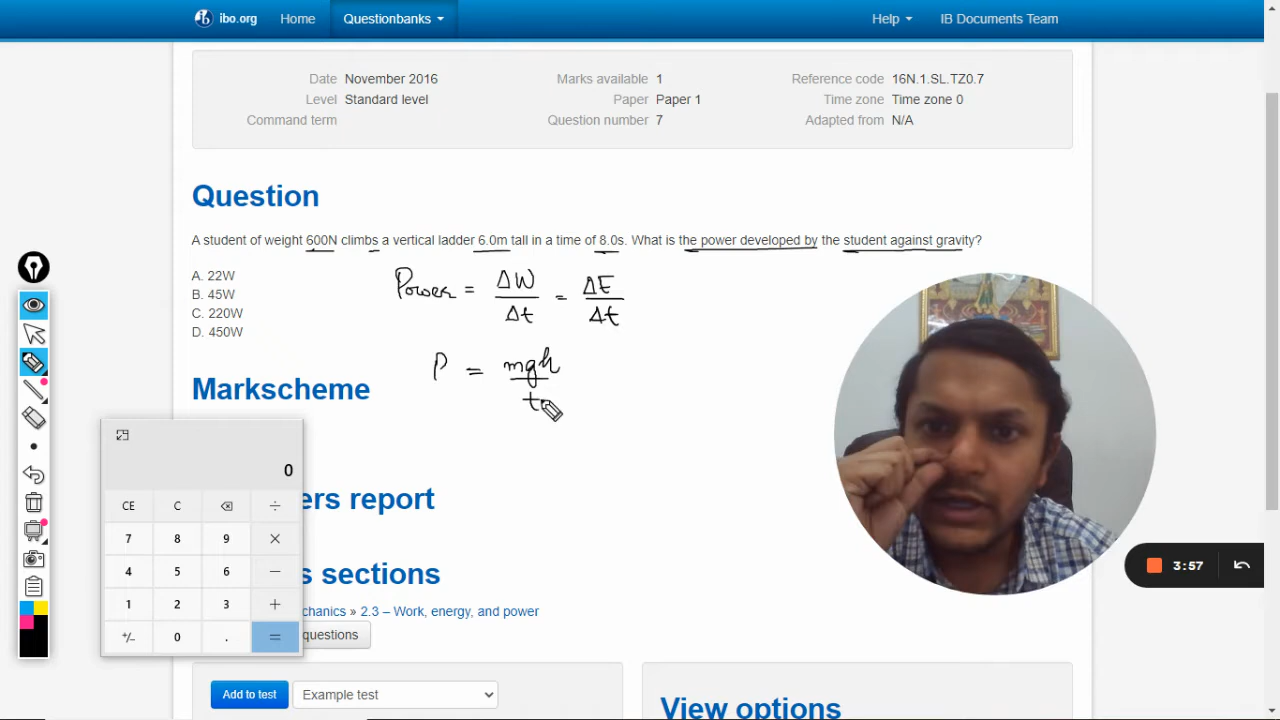 ibo.org Home Questionbanks Help IB Documents Team
Date November 2016 Marks available 1 Reference code 16N.1.SL.TZ0.7
Level Standard level Paper Paper 1 Time zone Time zone 0
Command term Question number 7 Adapted from N/A
Question
A student of weight 600N climbs a vertical ladder 6.0m tall in a time of 8.0s. What is the power developed by the student against gravity?
A. 22W
B. 45W
C. 220W
D. 450W
Power = ΔW / Δt = ΔE / Δt
P = mgh / t
Markscheme
0
CE C ÷
7 8 9 ×
4 5 6 −
1 2 3 +
+/- 0 . =
ers report
s sections
chanics » 2.3 – Work, energy, and power
questions
3:57
Add to test Example test
View options